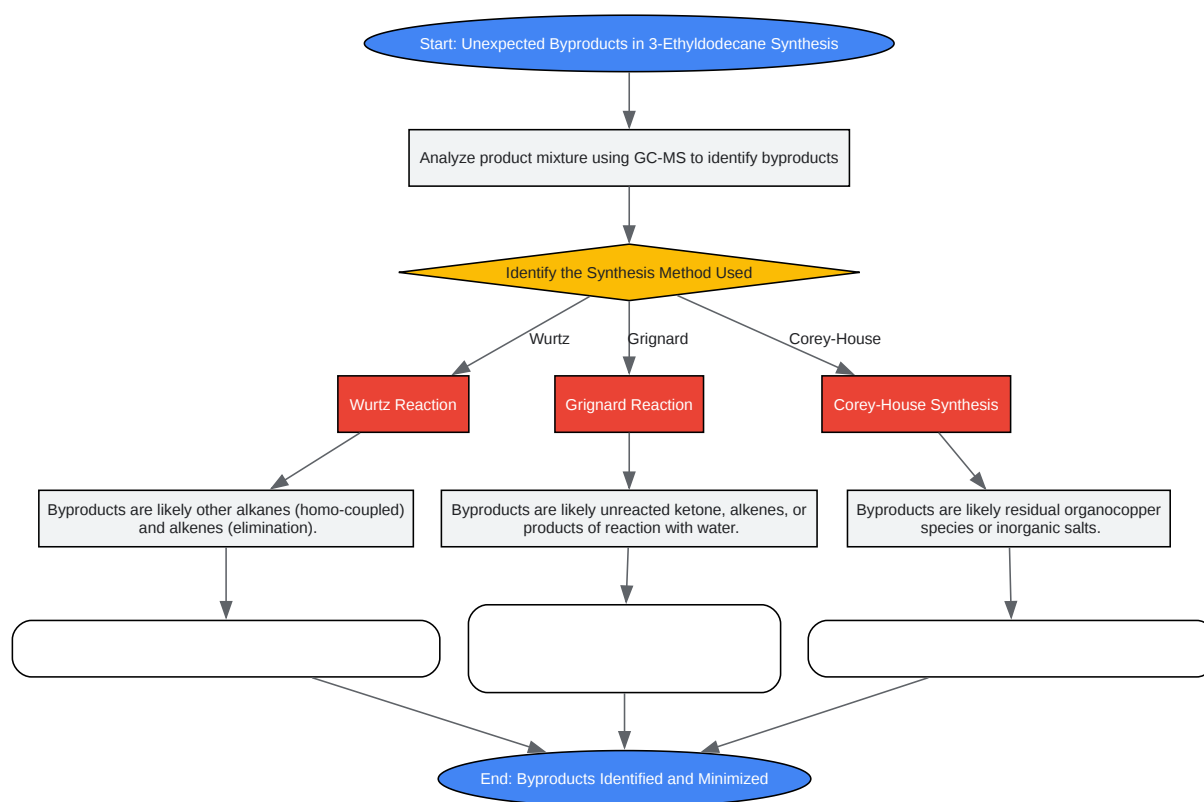 Start: Unexpected Byproducts in 3-Ethyldodecane Synthesis
Analyze product mixture using GC-MS to identify byproducts
Identify the Synthesis Method Used
Wurtz
Grignard
Corey-House
Wurtz Reaction
Grignard Reaction
Corey-House Synthesis
Byproducts are likely other alkanes (homo-coupled)
and alkenes (elimination).
Byproducts are likely unreacted ketone, alkenes, or
products of reaction with water.
Byproducts are likely residual organocopper
species or inorganic salts.
End: Byproducts Identified and Minimized